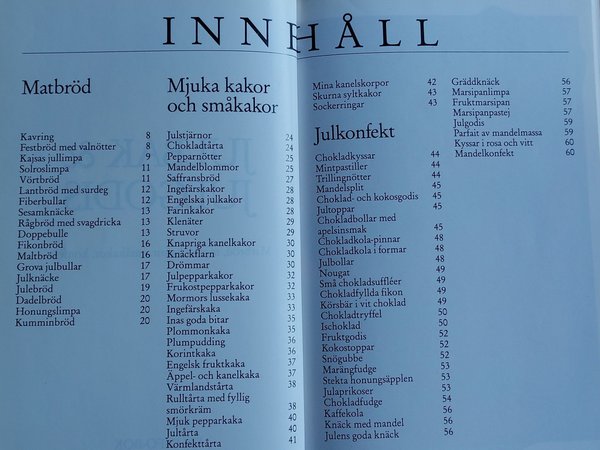 INNEHÅLL
Matbröd
Kavring 8
Festbröd med valnötter 8
Kajsas jullimpa 9
Solroslimpa 11
Vörtbröd 11
Lantbröd med surdeg 12
Fiberbullar 12
Sesamknäcke 13
Rågbröd med svagdricka 13
Doppebulle 13
Fikonbröd 16
Maltbröd 16
Grova julbullar 17
Julknäcke 17
Julebröd 19
Dadelbröd 20
Honungslimpa 20
Kumminbröd 20
Mjuka kakor
och småkakor
Julstjärnor 24
Chokladtårta 24
Pepparnötter 25
Mandelblommor 25
Saffransbröd 27
Ingefärskakor 28
Engelska julkakor 28
Farinkakor 28
Klenäter 29
Struvor 29
Knapriga kanelkakor 30
Knäckflarn 30
Drömmar 30
Julpepparkakor 32
Frukostpepparkakor 32
Mormors lussekaka 33
Ingefärskaka 33
Inas goda bitar 35
Plommonkaka 35
Plumpudding 36
Korintkaka 36
Engelsk fruktkaka 37
Äppel- och kanelkaka 37
Värmlandstårta 38
Rulltårta med fyllig
smörkräm 38
Mjuk pepparkaka 40
Jultårta 40
Konfekttårta 41
Mina kanelskorpor 42
Skurna syltkakor 43
Sockerringar 43
Julkonfekt
Chokladkyssar 44
Mintpastiller 44
Trillingnötter 44
Mandelsplit 45
Choklad- och kokosgodis 45
Jultoppar 45
Chokladbollar med
apelsinsmak 45
Chokladkola-pinnar 48
Chokladkola i formar 48
Julbollar 48
Nougat 49
Små chokladsuffléer 49
Chokladfyllda fikon 49
Körsbär i vit choklad 49
Chokladtryffel 50
Ischoklad 50
Fruktgodis 52
Kokostoppar 52
Snögubbe 52
Marängfudge 52
Stekta honungsäpplen 53
Julaprikoser 53
Chokladfudge 54
Kaffekola 56
Knäck med mandel 56
Julens goda knäck 56
Gräddknäck 56
Marsipanlimpa 57
Fruktmarsipan 57
Marsipanpastej 57
Julgodis 59
Parfait av mandelmassa 59
Kyssar i rosa och vitt 60
Mandelkonfekt 60